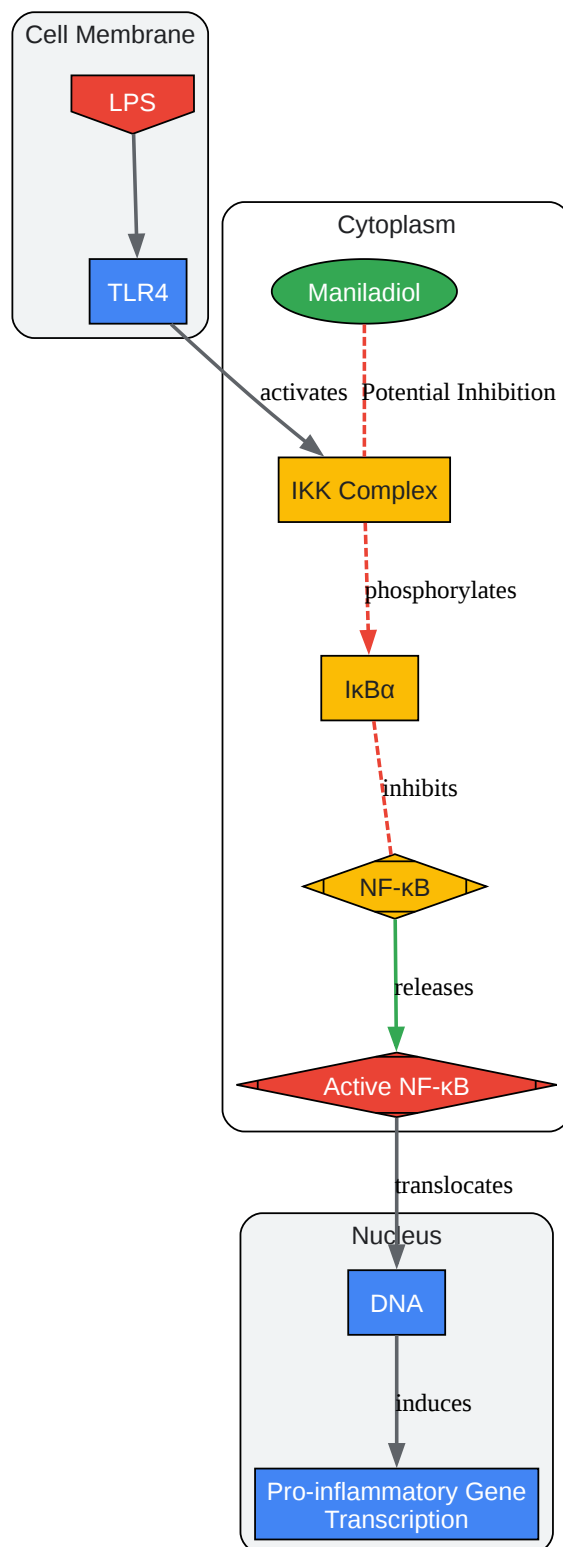 Cell Membrane
LPS
TLR4
Cytoplasm
Maniladiol
activates
Potential Inhibition
IKK Complex
phosphorylates
IκBα
inhibits
NF-κB
releases
Active NF-κB
translocates
Nucleus
DNA
induces
Pro-inflammatory Gene
Transcription